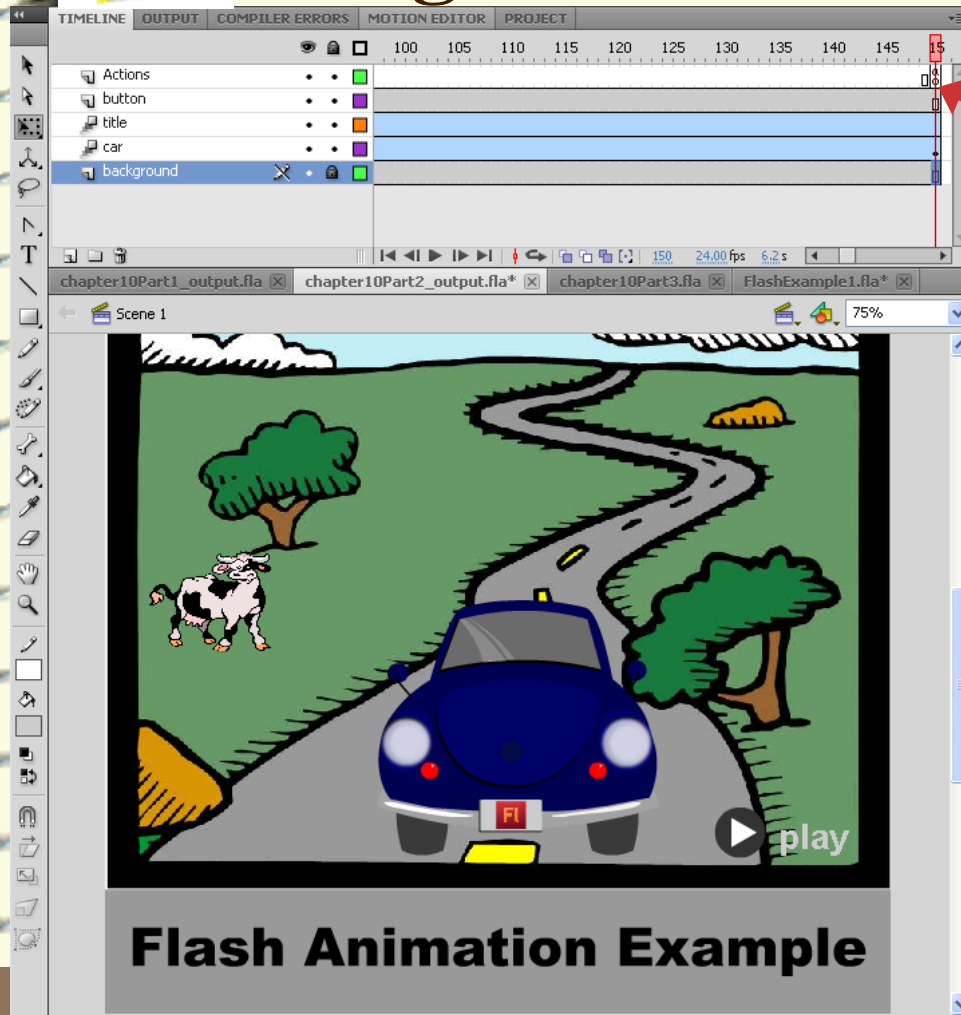 TIMELINE OUTPUT COMPILER ERRORS MOTION EDITOR PROJECT
100 105 110 115 120 125 130 135 140 145 15
Actions
button
title
car
background
150 24.00 fps 6.2 s
chapter10Part1_output.fla chapter10Part2_output.fla* chapter10Part3.fla FlashExample1.fla*
Scene 1 75%
Fl
play
Flash Animation Example